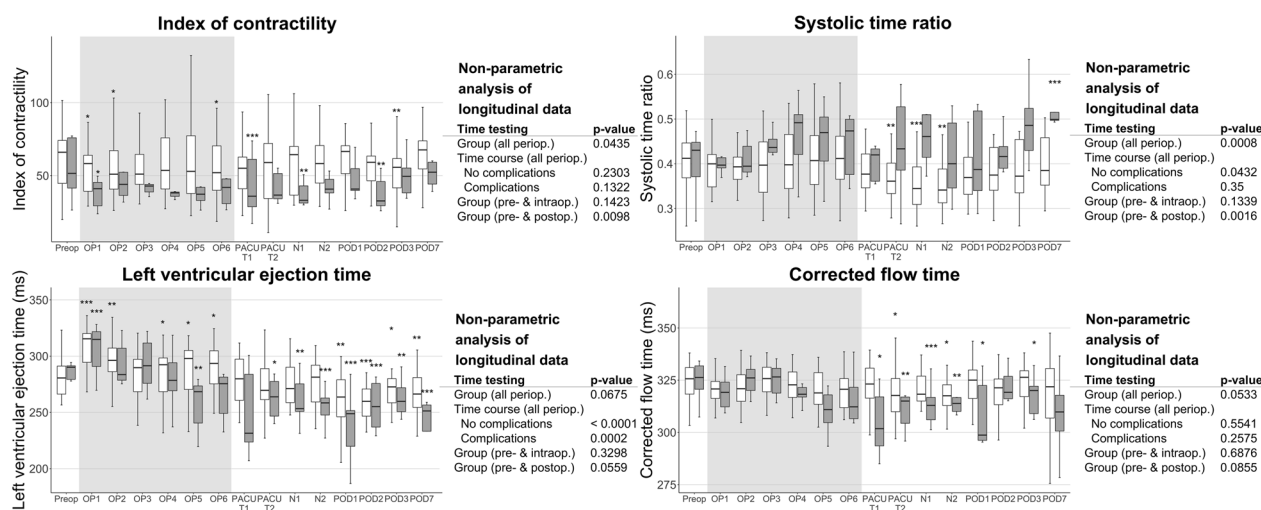 Index of contractility
Index of contractility
100
50
Preop OP1 OP2 OP3 OP4 OP5 OP6 PACU T1 PACU T2 N1 N2 POD1 POD2 POD3 POD7
* * * * *** ** ** **
Non-parametric
analysis of
longitudinal data
Time testing p-value
Group (all periop.) 0.0435
Time course (all periop.)
No complications 0.2303
Complications 0.1322
Group (pre- & intraop.) 0.1423
Group (pre- & postop.) 0.0098
Systolic time ratio
Systolic time ratio
0.6
0.5
0.4
0.3
Preop OP1 OP2 OP3 OP4 OP5 OP6 PACU T1 PACU T2 N1 N2 POD1 POD2 POD3 POD7
** *** ** ***
Non-parametric
analysis of
longitudinal data
Time testing p-value
Group (all periop.) 0.0008
Time course (all periop.)
No complications 0.0432
Complications 0.35
Group (pre- & intraop.) 0.1339
Group (pre- & postop.) 0.0016
Left ventricular ejection time
Left ventricular ejection time (ms)
350
300
250
200
Preop OP1 OP2 OP3 OP4 OP5 OP6 PACU T1 PACU T2 N1 N2 POD1 POD2 POD3 POD7
*** *** ** * * ** * * ** *** ** *** *** *** * ** ** ***
Non-parametric
analysis of
longitudinal data
Time testing p-value
Group (all periop.) 0.0675
Time course (all periop.)
No complications < 0.0001
Complications 0.0002
Group (pre- & intraop.) 0.3298
Group (pre- & postop.) 0.0559
Corrected flow time
Corrected flow time (ms)
350
325
300
275
Preop OP1 OP2 OP3 OP4 OP5 OP6 PACU T1 PACU T2 N1 N2 POD1 POD2 POD3 POD7
* * ** *** * ** * *
Non-parametric
analysis of
longitudinal data
Time testing p-value
Group (all periop.) 0.0533
Time course (all periop.)
No complications 0.5541
Complications 0.2575
Group (pre- & intraop.) 0.6876
Group (pre- & postop.) 0.0855